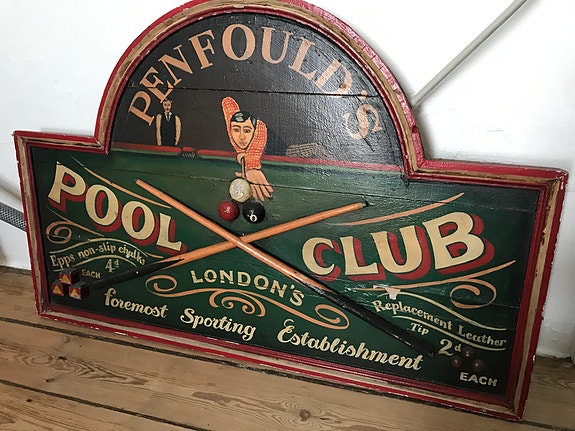 PENFOULD'S
POOL CLUB
Epps non-slip chalks
4d EACH
LONDON'S
foremost Sporting Establishment
Replacement Leather
Tip 2d
EACH